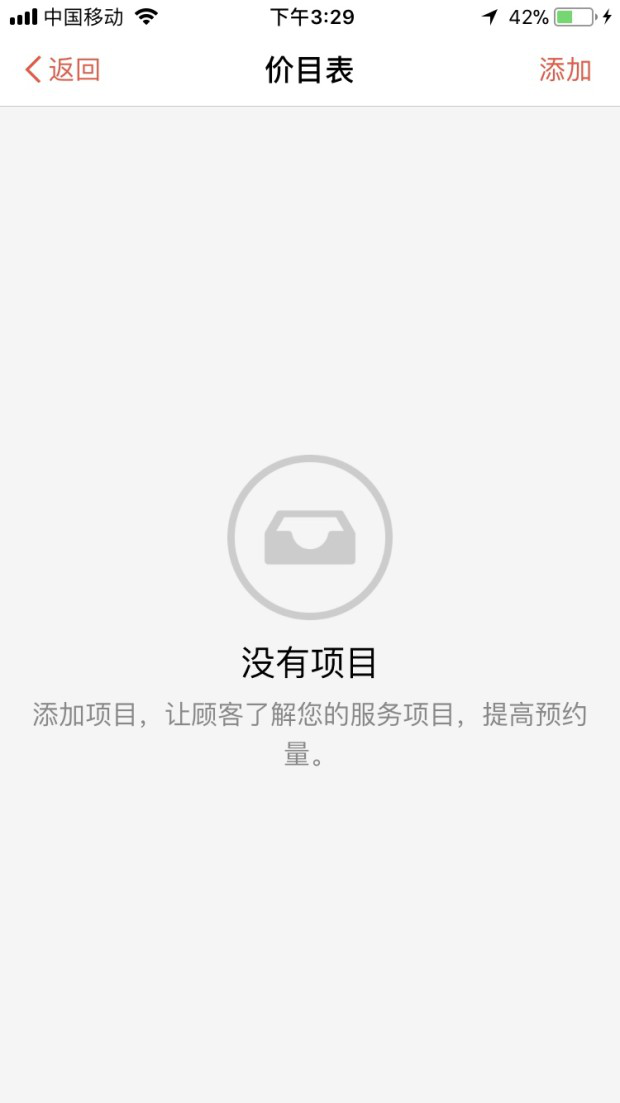 中国移动 下午3:29 42%
返回 价目表 添加
没有项目
添加项目，让顾客了解您的服务项目，提高预约
量。